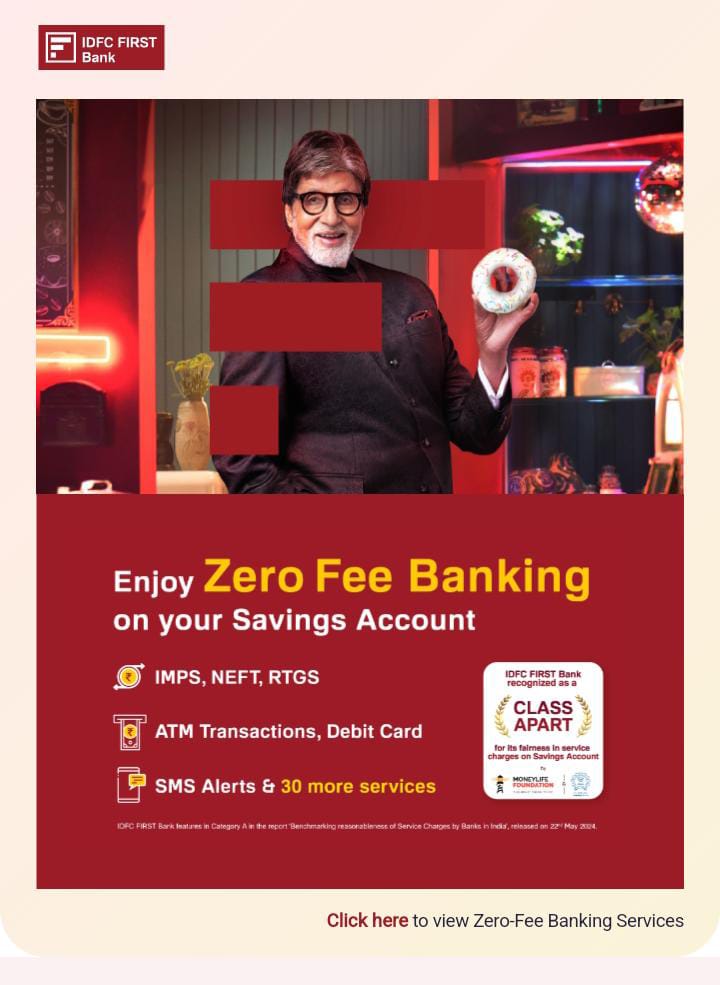 IDFC FIRST
Bank
Enjoy Zero Fee Banking
on your Savings Account
IMPS, NEFT, RTGS
ATM Transactions, Debit Card
SMS Alerts & 30 more services
IDFC FIRST Bank
recognized as a
CLASS
APART
for its fairness in service
charges on Savings Account
By
MONEYLIFE
FOUNDATION
IDFC FIRST Bank features in Category A in the report 'Benchmarking reasonableness of Service Charges by Banks in India', released on 22nd May 2024.
Click here to view Zero-Fee Banking Services